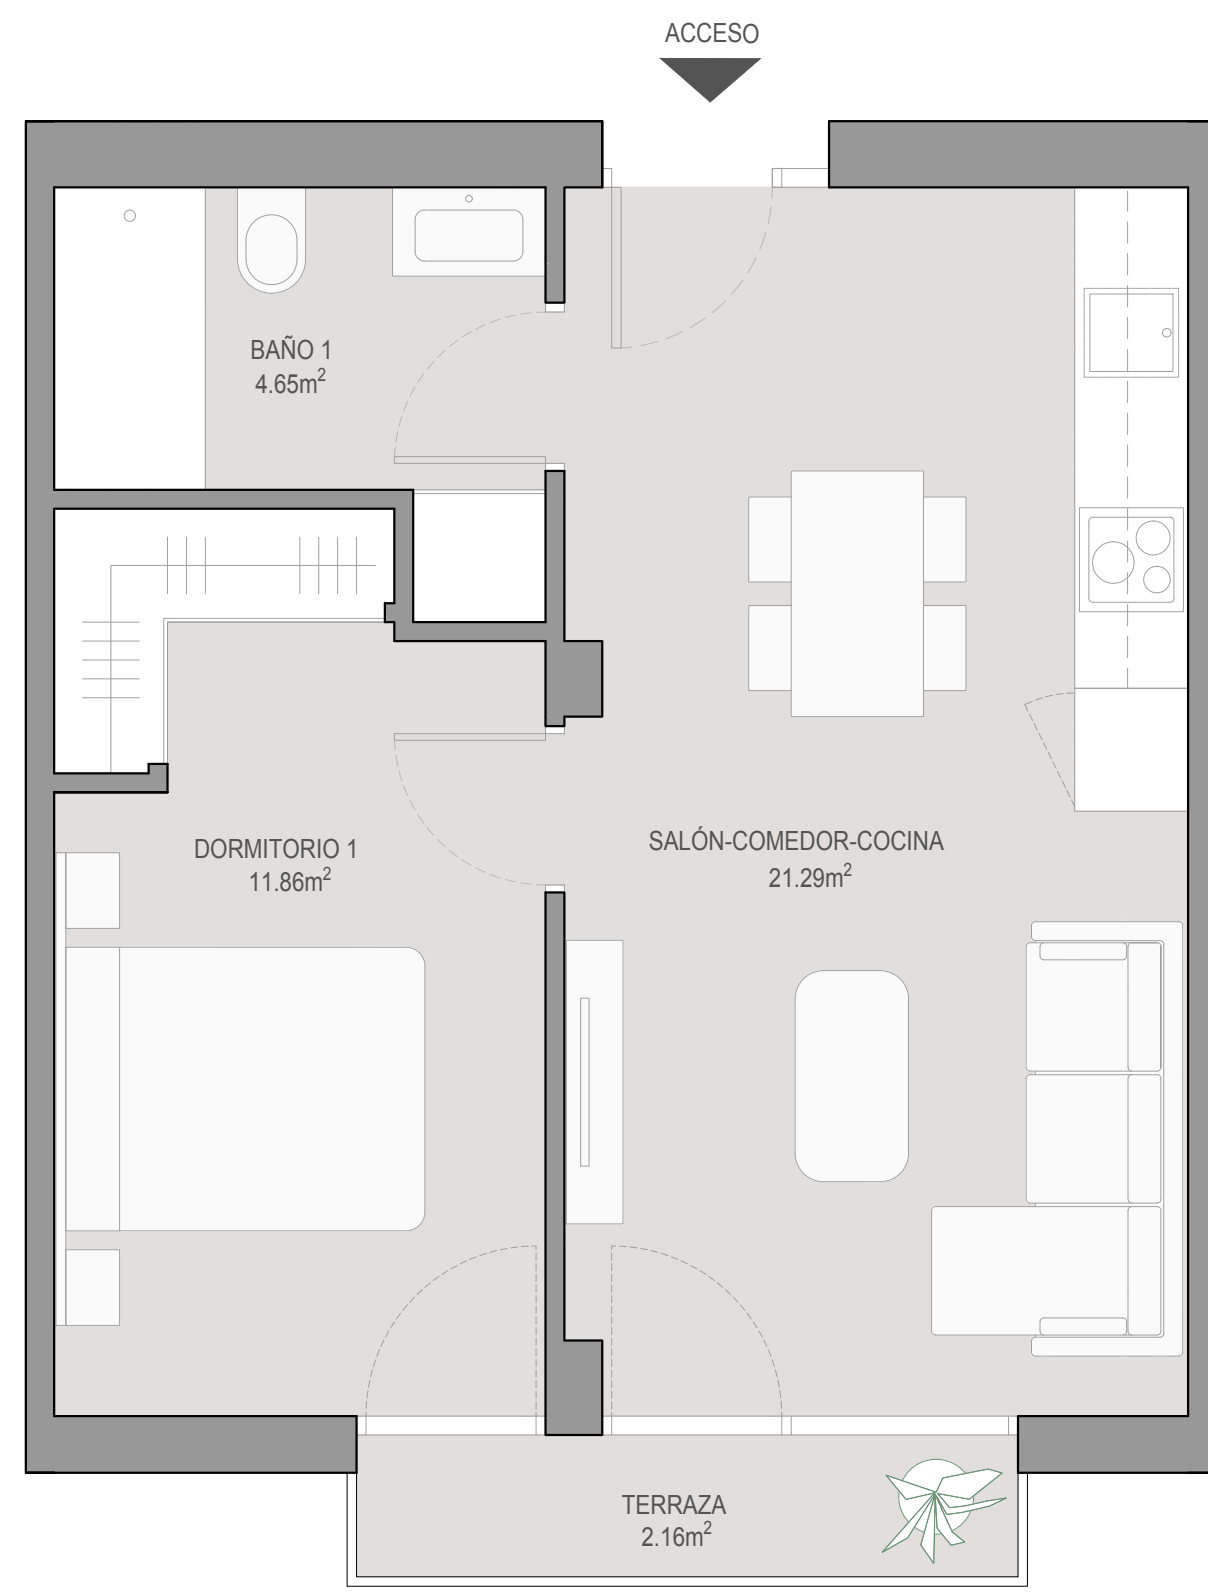 ACCESO
BAÑO 1
4.65m²
DORMITORIO 1
11.86m²
SALÓN-COMEDOR-COCINA
21.29m²
TERRAZA
2.16m²